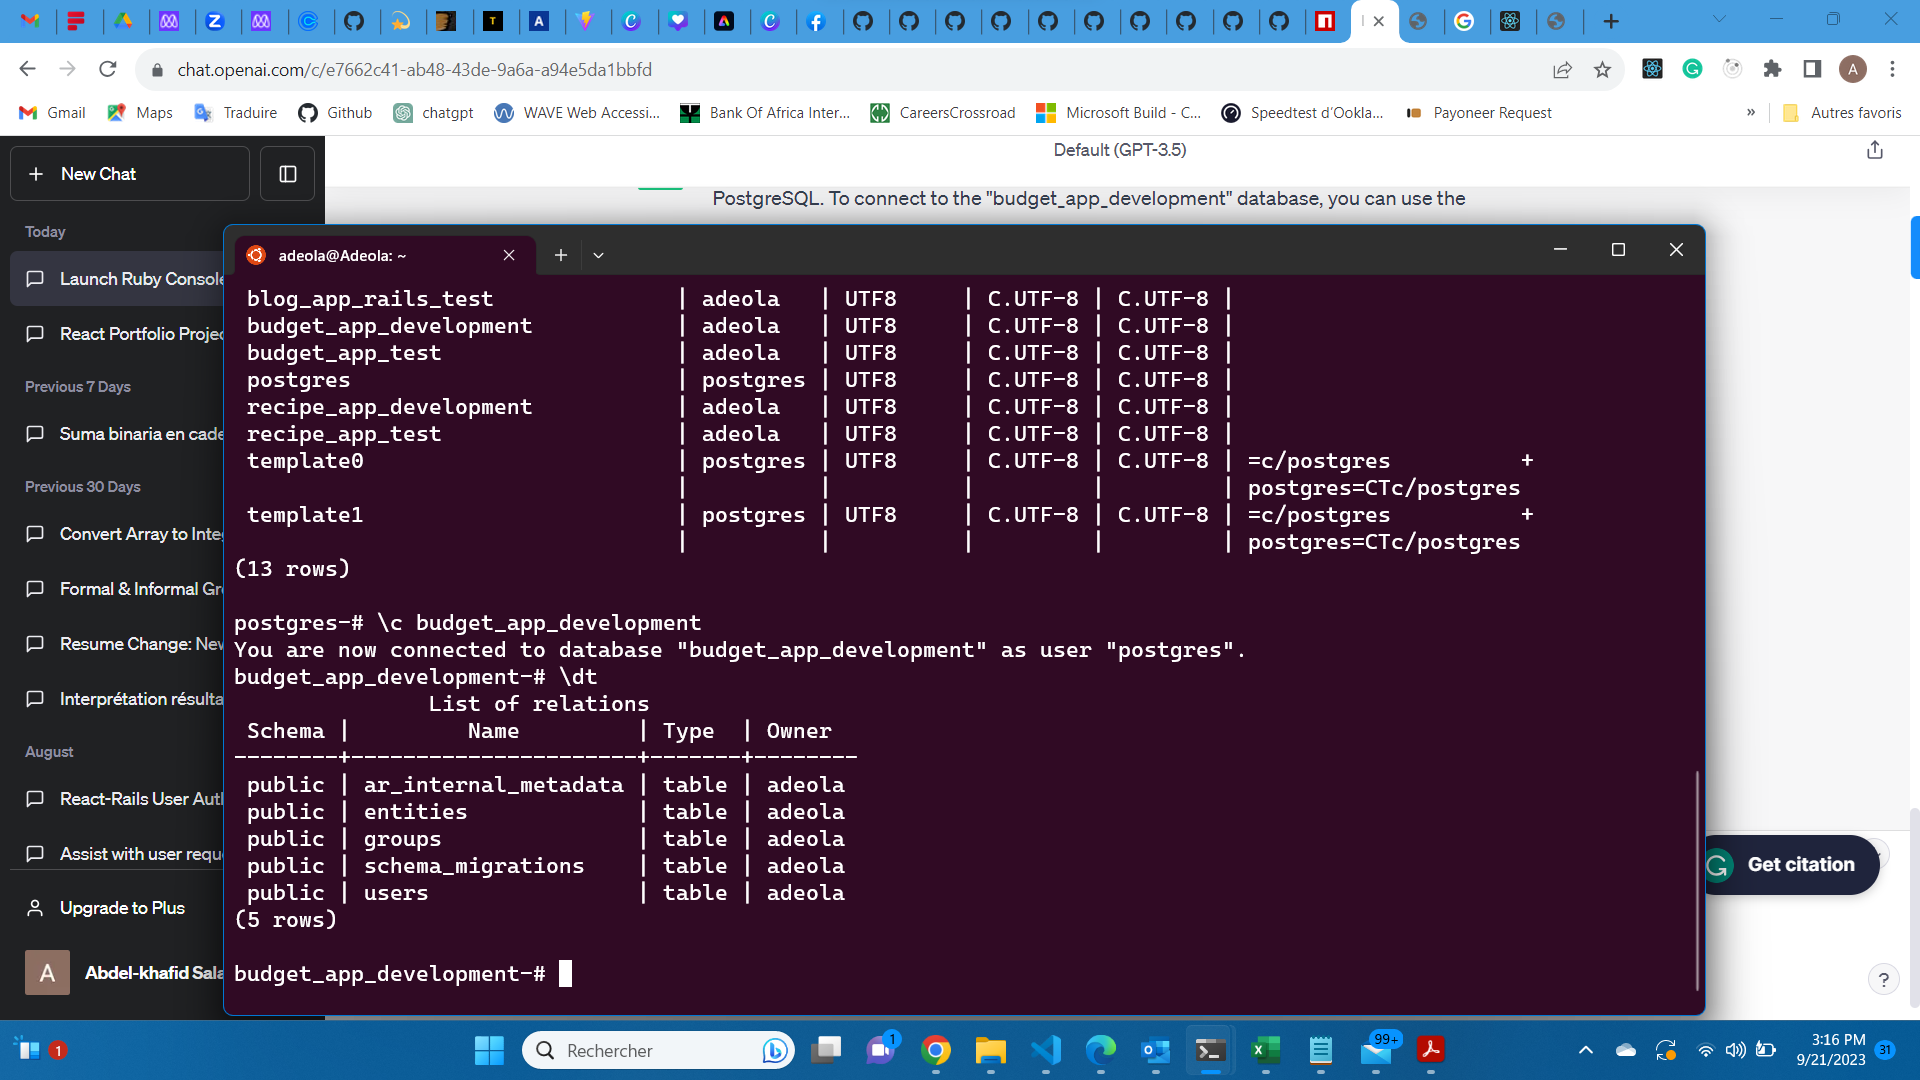 chat.openai.com/c/e7662c41-ab48-43de-9a6a-a94e5da1bbfd
A
Gmail
Maps
Traduire
Github
chatgpt
WAVE Web Accessi...
Bank Of Africa Inter...
CareersCrossroad
Microsoft Build - C...
Speedtest d'Ookla...
Payoneer Request
»
Autres favoris
New Chat
Default (GPT-3.5)
PostgreSQL. To connect to the "budget_app_development" database, you can use the
Today
Launch Ruby Console
React Portfolio Projec
Previous 7 Days
Suma binaria en cade
Previous 30 Days
Convert Array to Inte
Formal & Informal Gr
Resume Change: Nev
Interprétation résulta
August
React-Rails User Aut
Assist with user requ
Upgrade to Plus
A
Abdel-khafid Sala
adeola@Adeola: ~
blog_app_rails_test | adeola | UTF8 | C.UTF-8 | C.UTF-8 |
budget_app_development | adeola | UTF8 | C.UTF-8 | C.UTF-8 |
budget_app_test | adeola | UTF8 | C.UTF-8 | C.UTF-8 |
postgres | postgres | UTF8 | C.UTF-8 | C.UTF-8 |
recipe_app_development | adeola | UTF8 | C.UTF-8 | C.UTF-8 |
recipe_app_test | adeola | UTF8 | C.UTF-8 | C.UTF-8 |
template0 | postgres | UTF8 | C.UTF-8 | C.UTF-8 | =c/postgres +
| | | | | postgres=CTc/postgres
template1 | postgres | UTF8 | C.UTF-8 | C.UTF-8 | =c/postgres +
| | | | | postgres=CTc/postgres
(13 rows)
postgres-# \c budget_app_development
You are now connected to database "budget_app_development" as user "postgres".
budget_app_development-# \dt
List of relations
Schema | Name | Type | Owner
--------+----------------------+-------+--------
public | ar_internal_metadata | table | adeola
public | entities | table | adeola
public | groups | table | adeola
public | schema_migrations | table | adeola
public | users | table | adeola
(5 rows)
budget_app_development-#
Get citation
?
1
Rechercher
1
99+
3:16 PM
9/21/2023
31